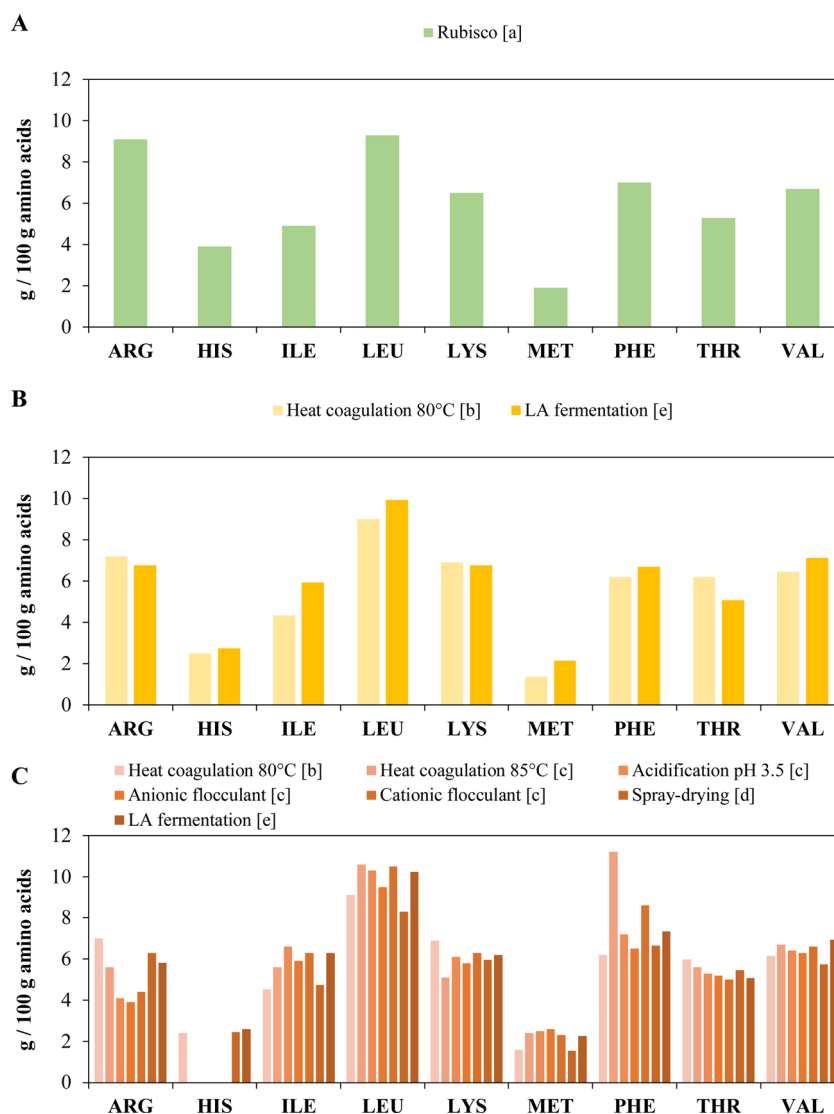 A
Rubisco [a]
g / 100 g amino acids
12
10
8
6
4
2
0
ARG HIS ILE LEU LYS MET PHE THR VAL
B
Heat coagulation 80°C [b] LA fermentation [e]
g / 100 g amino acids
12
10
8
6
4
2
0
ARG HIS ILE LEU LYS MET PHE THR VAL
C
Heat coagulation 80°C [b] Heat coagulation 85°C [c] Acidification pH 3.5 [c]
Anionic flocculant [c] Cationic flocculant [c] Spray-drying [d]
LA fermentation [e]
g / 100 g amino acids
12
10
8
6
4
2
0
ARG HIS ILE LEU LYS MET PHE THR VAL